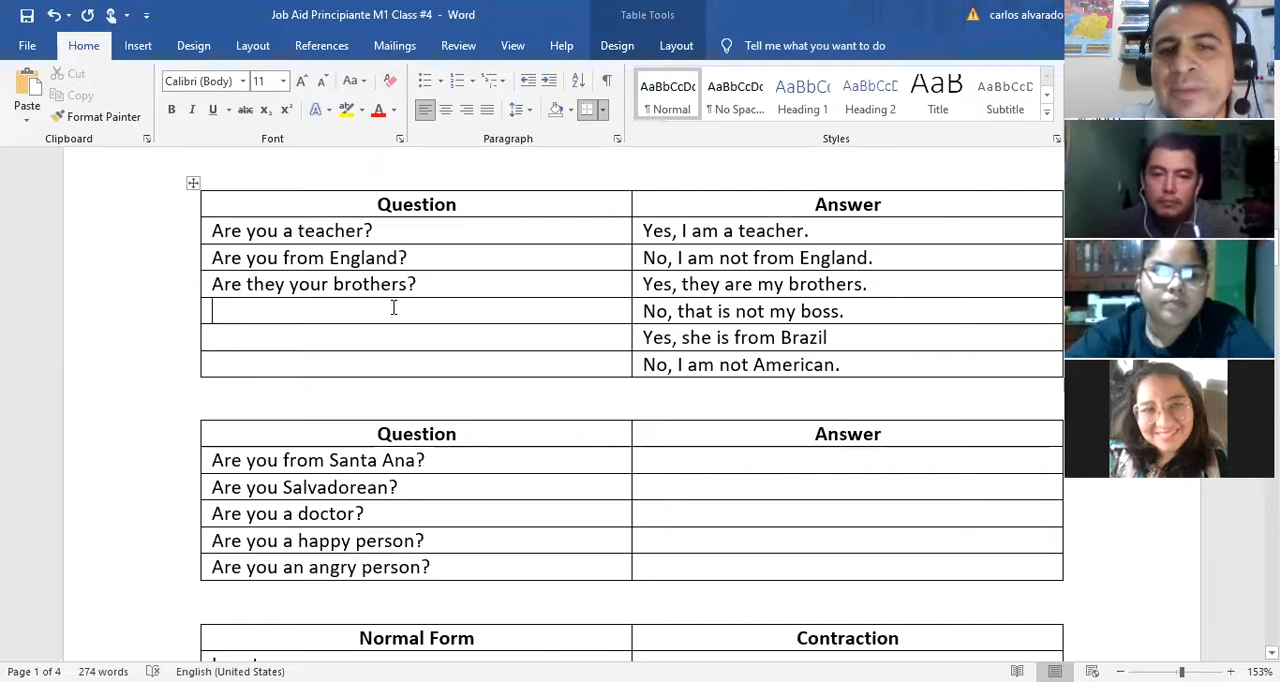 Job Aid Principiante M1 Class #4 - Word
Table Tools
carlos alvarado
File
Home
Insert
Design
Layout
References
Mailings
Review
View
Help
Design
Layout
Tell me what you want to do
Paste
Cut
Copy
Format Painter
Clipboard
Calibri (Body)
11
Font
Paragraph
AaBbCcDc
¶ Normal
AaBbCcDc
¶ No Spac...
AaBbCc
Heading 1
AaBbCcD
Heading 2
AaB
Title
AaBbCcD
Subtitle
Styles
Question Answer
Are you a teacher? Yes, I am a teacher.
Are you from England? No, I am not from England.
Are they your brothers? Yes, they are my brothers.
No, that is not my boss.
Yes, she is from Brazil
No, I am not American.
Question Answer
Are you from Santa Ana?
Are you Salvadorean?
Are you a doctor?
Are you a happy person?
Are you an angry person?
Normal Form Contraction
Page 1 of 4 274 words English (United States) 153%